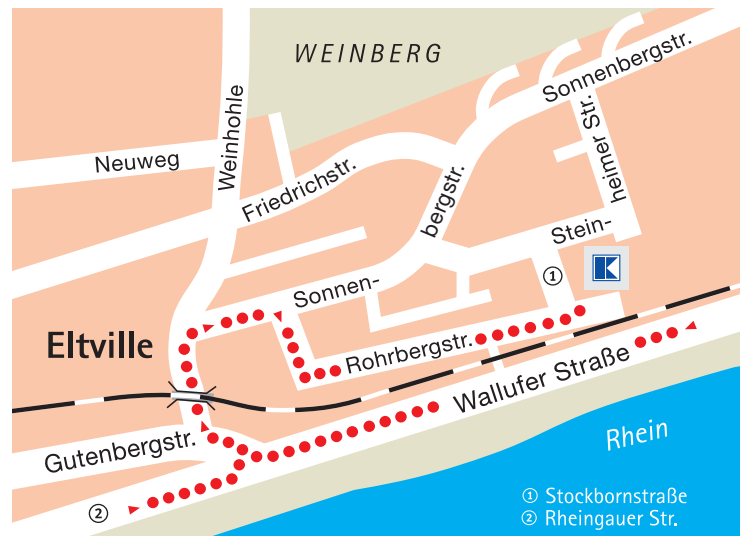 WEINBERG
Sonnenbergstr.
Weinhohle
Neuweg
Friedrichstr.
bergstr.
heimer Str.
Stein-
①
K
Sonnen-
Eltville
Rohrbergstr.
Wallufer Straße
Gutenbergstr.
Rhein
②
① Stockbornstraße
② Rheingauer Str.